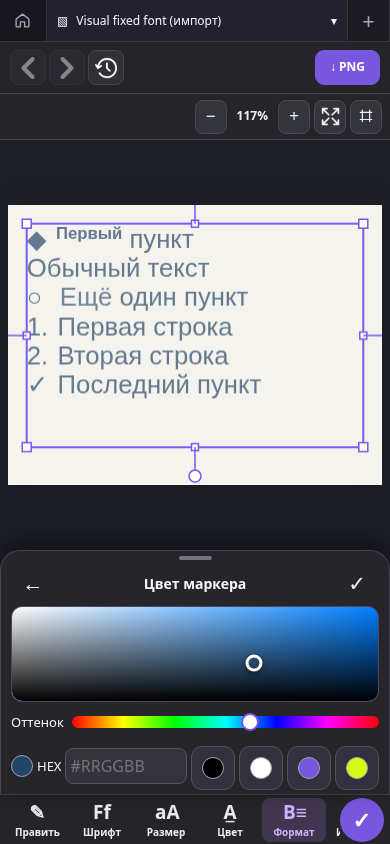 Visual fixed font (импорт) ▾
+
↓ PNG
− 117% +
◆ Первый пункт
Обычный текст
○ Ещё один пункт
1. Первая строка
2. Вторая строка
✓ Последний пункт
← Цвет маркера ✓
Оттенок
HEX #RRGGBB
✎ Ff аА A B≡ ✓
Править Шрифт Размер Цвет Формат